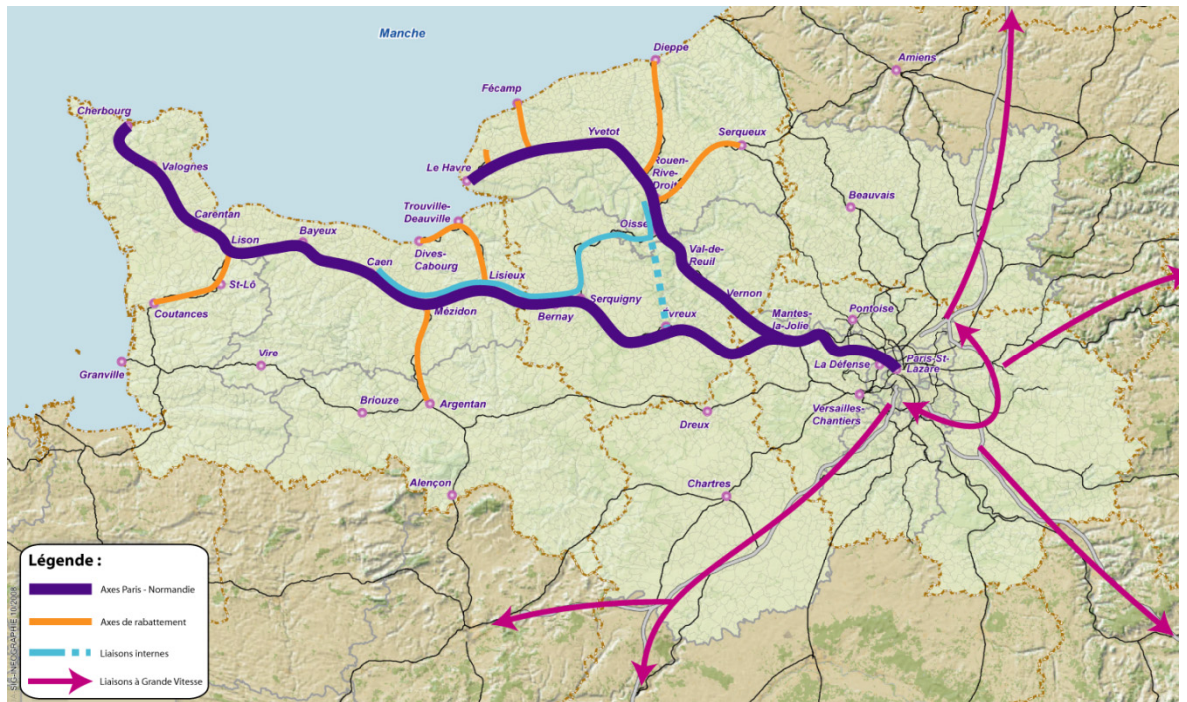 Manche
Dieppe
Amiens
Fécamp
Cherbourg
Yvetot
Serqueux
Valognes
Le Havre
Rouen-
Rive-
Droit
Beauvais
Carentan
Trouville-
Deauville
Oisse
Lison
Bayeux
Dives-
Cabourg
Val-de-
Reuil
Caen
Lisieux
St-Lô
Vernon
Serquigny
Coutances
Mézidon
Bernay
Evreux
Mantes-
la-Jolie
Pontoise
Granville
Vire
La Défense
Paris-St-
Lazare
Briouze
Argentan
Dreux
Versailles-
Chantiers
Alençon
Chartres
Légende :
Axes Paris - Normandie
Axes de rabattement
Liaisons internes
Liaisons à Grande Vitesse